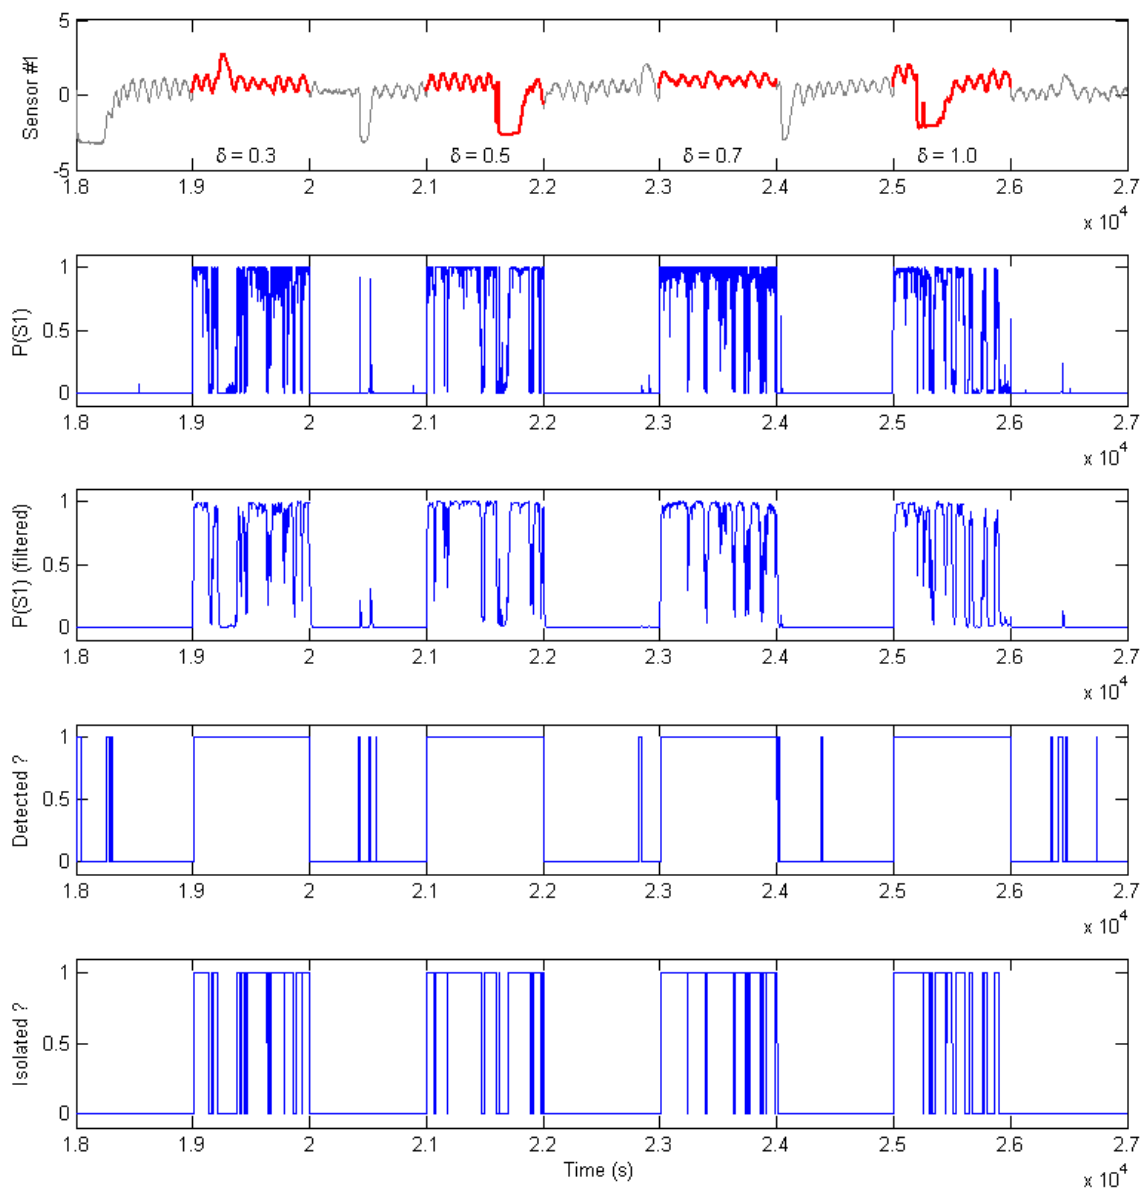 5
0
-5
Sensor #1
δ = 0.3 δ = 0.5 δ = 0.7 δ = 1.0
1.8 1.9 2 2.1 2.2 2.3 2.4 2.5 2.6 2.7
x 10^4
1
0.5
0
P(S1)
1.8 1.9 2 2.1 2.2 2.3 2.4 2.5 2.6 2.7
x 10^4
1
0.5
0
P(S1) (filtered)
1.8 1.9 2 2.1 2.2 2.3 2.4 2.5 2.6 2.7
x 10^4
1
0.5
0
Detected ?
1.8 1.9 2 2.1 2.2 2.3 2.4 2.5 2.6 2.7
x 10^4
1
0.5
0
Isolated ?
1.8 1.9 2 2.1 2.2 2.3 2.4 2.5 2.6 2.7
Time (s)
x 10^4